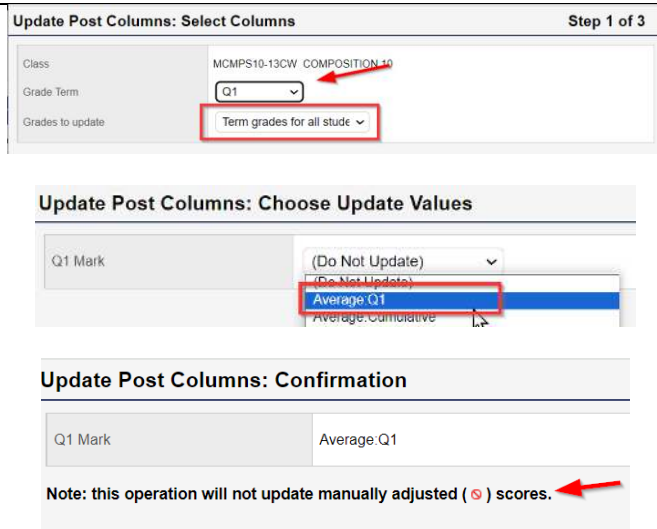 Update Post Columns: Select Columns Step 1 of 3
Class MCMPS10-13CW COMPOSITION 10
Grade Term Q1
Grades to update Term grades for all stude
Update Post Columns: Choose Update Values
Q1 Mark (Do Not Update)
(Do Not Update)
Average:Q1
Average:Cumulative
Update Post Columns: Confirmation
Q1 Mark Average:Q1
Note: this operation will not update manually adjusted ( 🚫 ) scores.